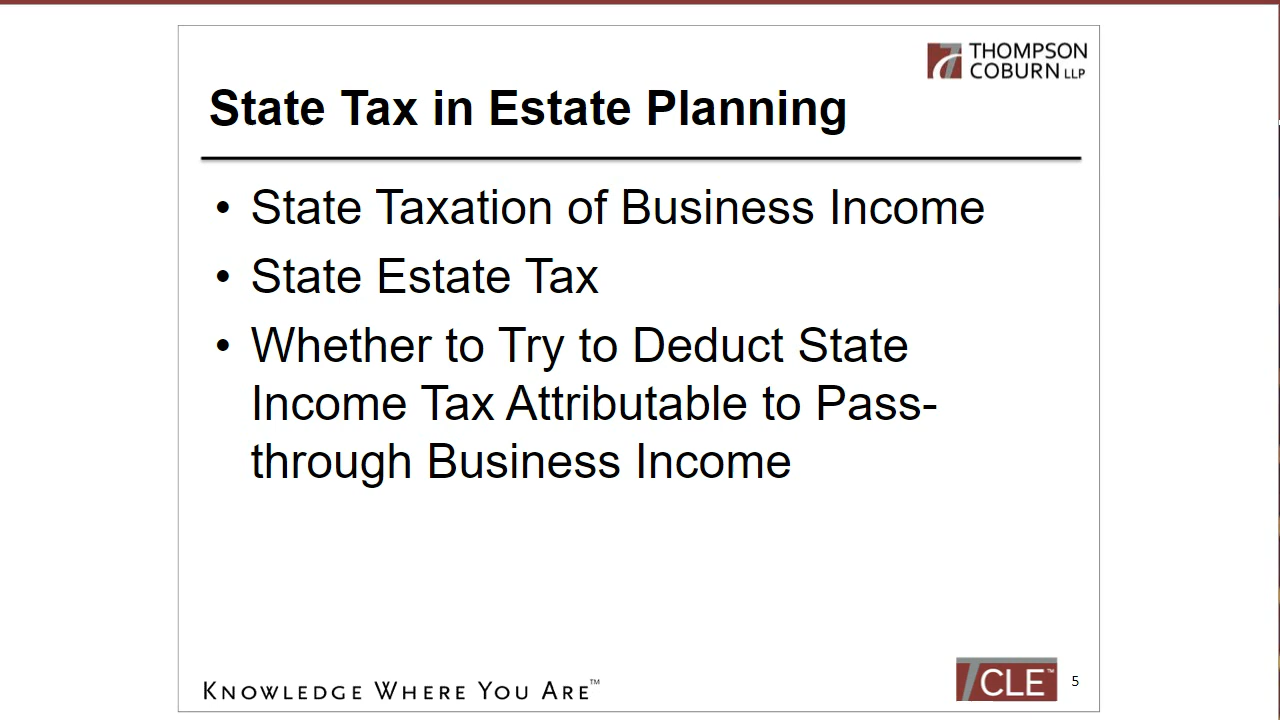 THOMPSON
COBURN LLP
State Tax in Estate Planning
• State Taxation of Business Income
• State Estate Tax
• Whether to Try to Deduct State
Income Tax Attributable to Pass-
through Business Income
KNOWLEDGE WHERE YOU ARE™
CLE™
5